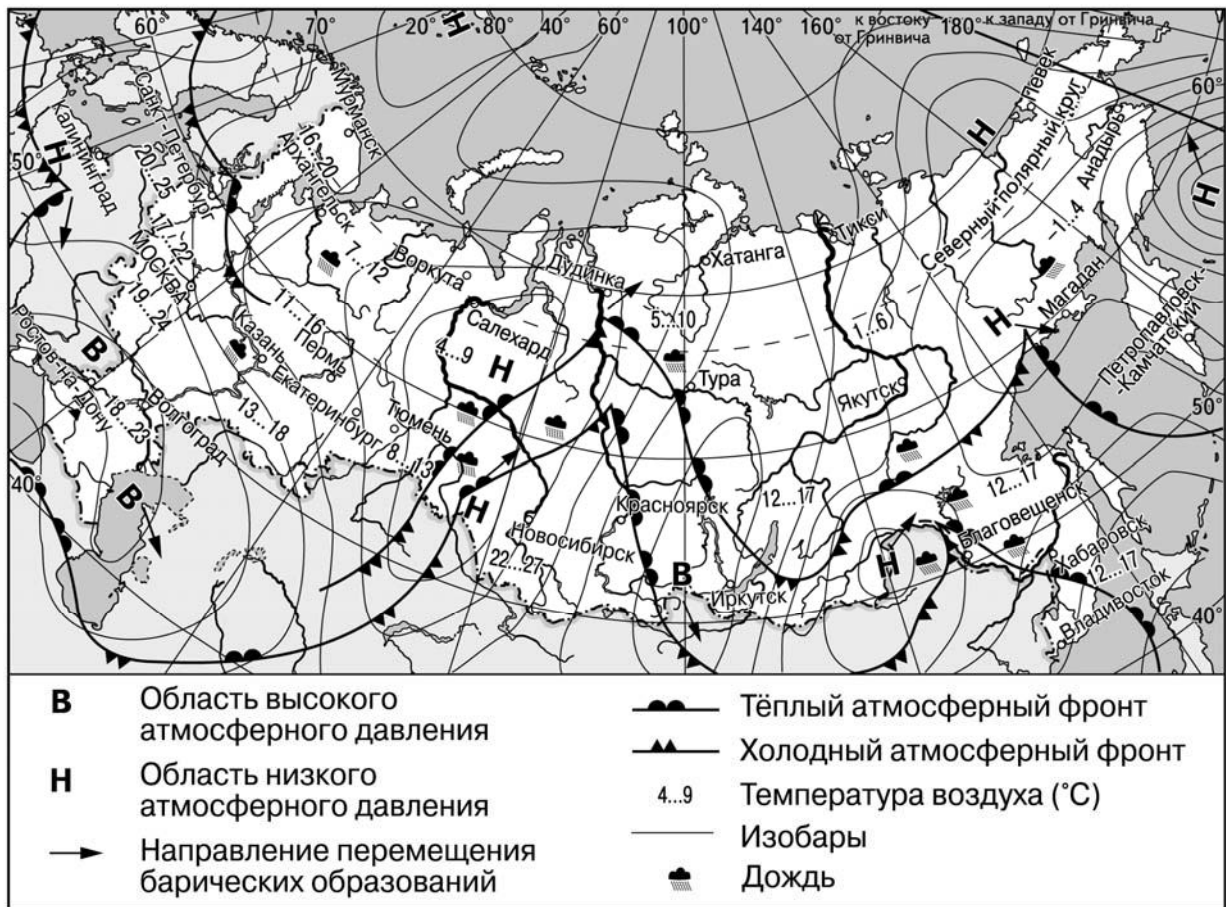 60°
70°
20°
80°
40°
60°
100°
140°
120°
160°
к востоку
от Гринвича
180°
к западу от Гринвича
60°
50°
40°
50°
40°
Н
Н
Н
Н
Н
Н
Н
Н
В
В
В
Калининград
Санкт-Петербург
20...25
Мурманск
16...20
Архангельск
17...22
МОСКВА
19...24
7...12
Воркута
Дудинка
Хатанга
Тикси
Певек
Северный полярный круг
Анадырь
−1...4
Магадан
Петропавловск-
-Камчатский
11...16
Казань
Пермь
Салехард
4...9
5...10
Тура
1...6
Якутск
Ростов-на-Дону
18...23
Волгоград
13...18
Екатеринбург
Тюмень
8...13
Новосибирск
22...27
Красноярск
12...17
Иркутск
12...17
Благовещенск
Хабаровск
12...17
Владивосток
В
Область высокого
атмосферного давления
Н
Область низкого
атмосферного давления
Направление перемещения
барических образований
Тёплый атмосферный фронт
Холодный атмосферный фронт
4...9
Температура воздуха (°С)
Изобары
Дождь